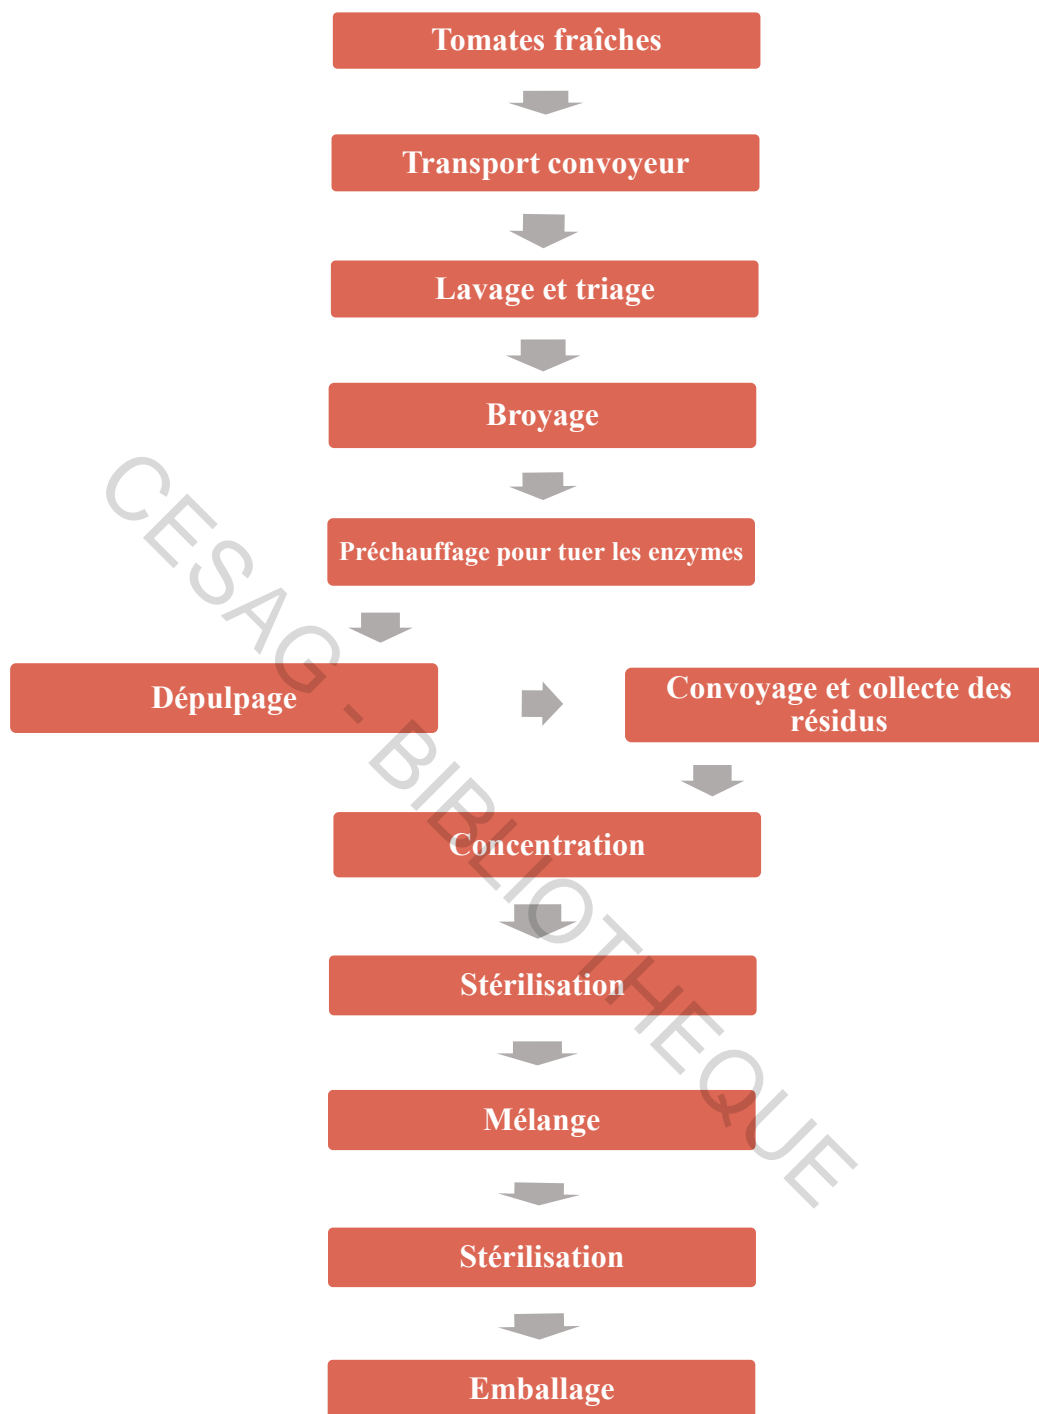 Tomates fraîches
Transport convoyeur
Lavage et triage
Broyage
Préchauffage pour tuer les enzymes
Dépulpage
Convoyage et collecte des
résidus
Concentration
Stérilisation
Mélange
Stérilisation
Emballage
CESAG - BIBLIOTHEQUE